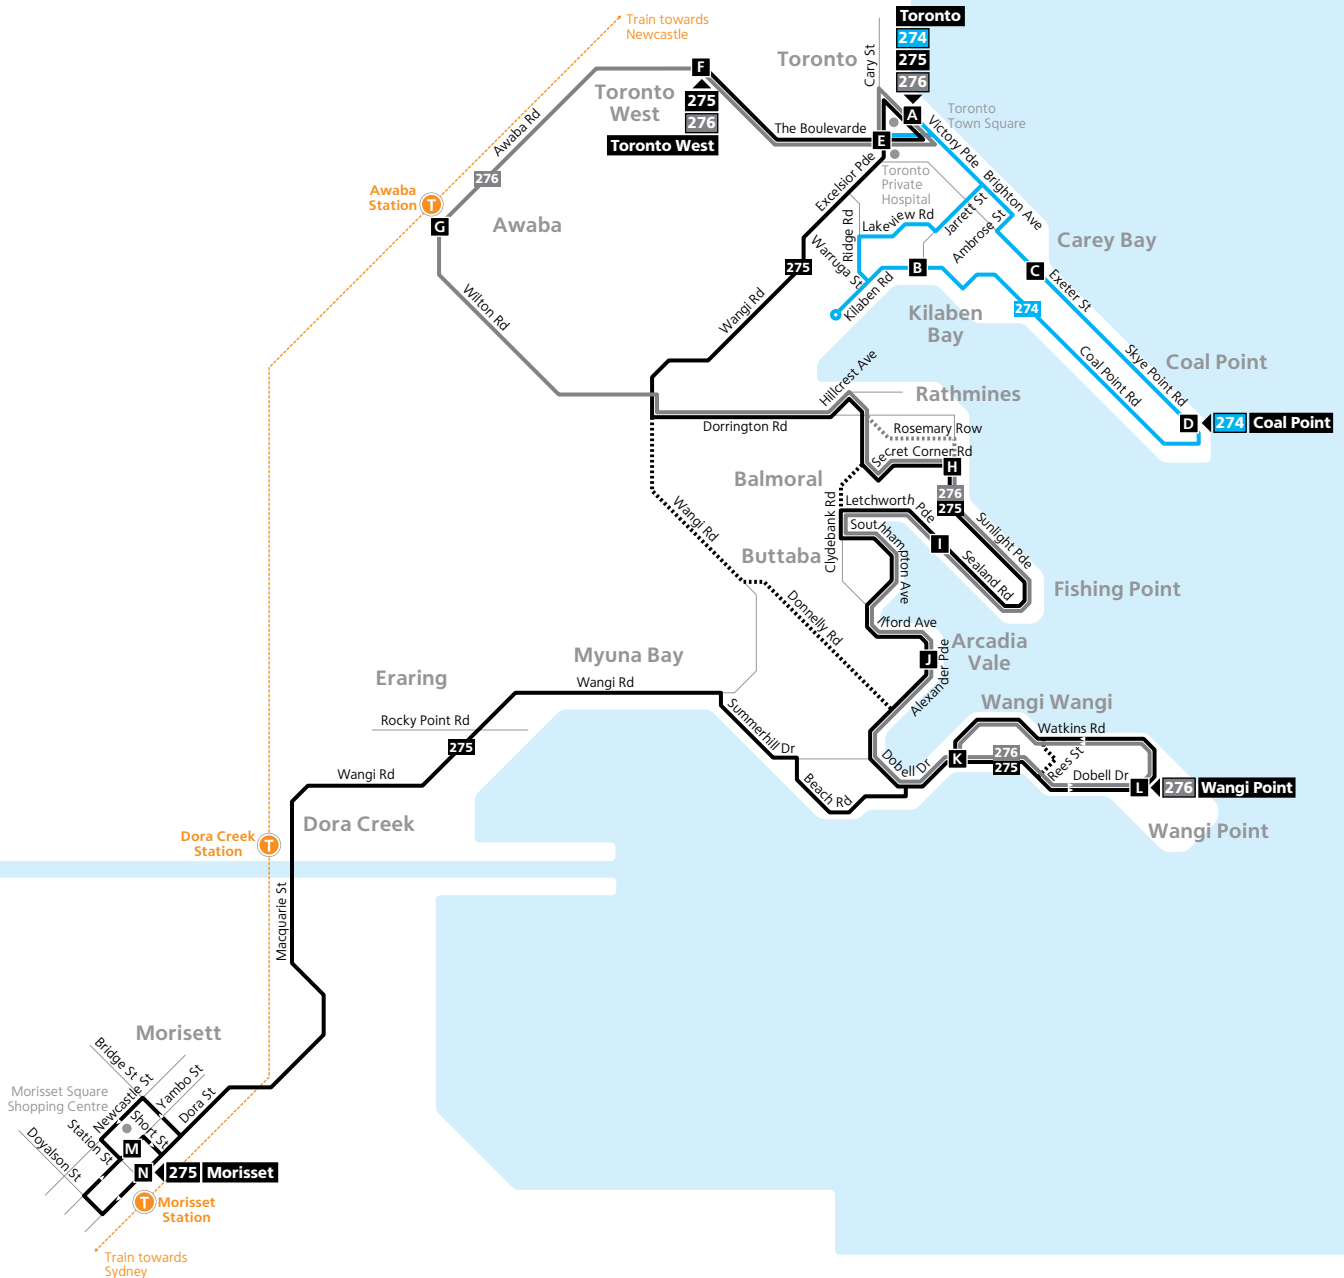 Toronto
274
275
276
Train towards
Newcastle
Toronto
Cary St
F
Toronto
West
275
276
Toronto West
The Boulevarde
A
E
Toronto
Town Square
Victory Pde
Brighton Ave
Awaba Rd
276
Excelsior Pde
Toronto
Private
Hospital
Awaba
Station
T
G
Awaba
Ridge Rd
Lakeview Rd
Jarrett St
Ambrose St
Carey Bay
Warruga St
275
B
C
Kilaben Rd
Exeter St
Wilton Rd
Wangi Rd
Kilaben
Bay
274
Coal Point Rd
Skye Point Rd
Coal Point
D
274
Coal Point
Hillcrest Ave
Rathmines
Dorrington Rd
Rosemary Row
Secret Corner Rd
H
Balmoral
276
275
Clydebank Rd
Letchworth Pde
Southhampton Ave
Wangi Rd
I
Sunlight Pde
Sealand Rd
Buttaba
Fishing Point
Donnelly Rd
Ilford Ave
J
Arcadia
Vale
Alexander Pde
Myuna Bay
Eraring
Wangi Rd
Wangi Wangi
Rocky Point Rd
275
Summerhill Dr
Watkins Rd
Dobell Dr
K
276
275
Rees St
Dobell Dr
L
276
Wangi Point
Wangi Rd
Beach Rd
Dora Creek
Wangi Point
Dora Creek
Station
T
Macquarie St
Morisett
Bridge St
Morisset Square
Shopping Centre
Newcastle St
Yambo St
Dora St
Short St
Station St
Doyalson St
M
N
275
Morisset
T
Morisset
Station
Train towards
Sydney